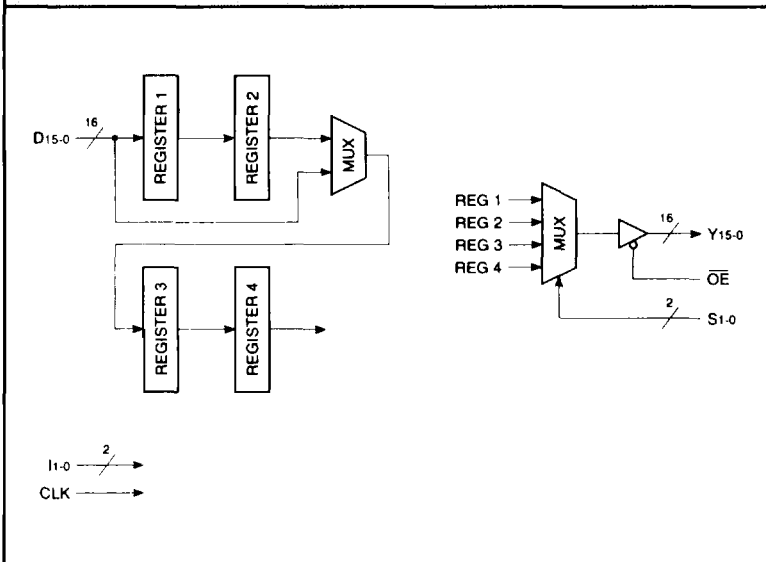 D15-0
16
REGISTER 1
REGISTER 2
MUX
REGISTER 3
REGISTER 4
I1-0
2
CLK
REG 1
REG 2
REG 3
REG 4
MUX
16
Y15-0
O̅E̅
2
S1-0